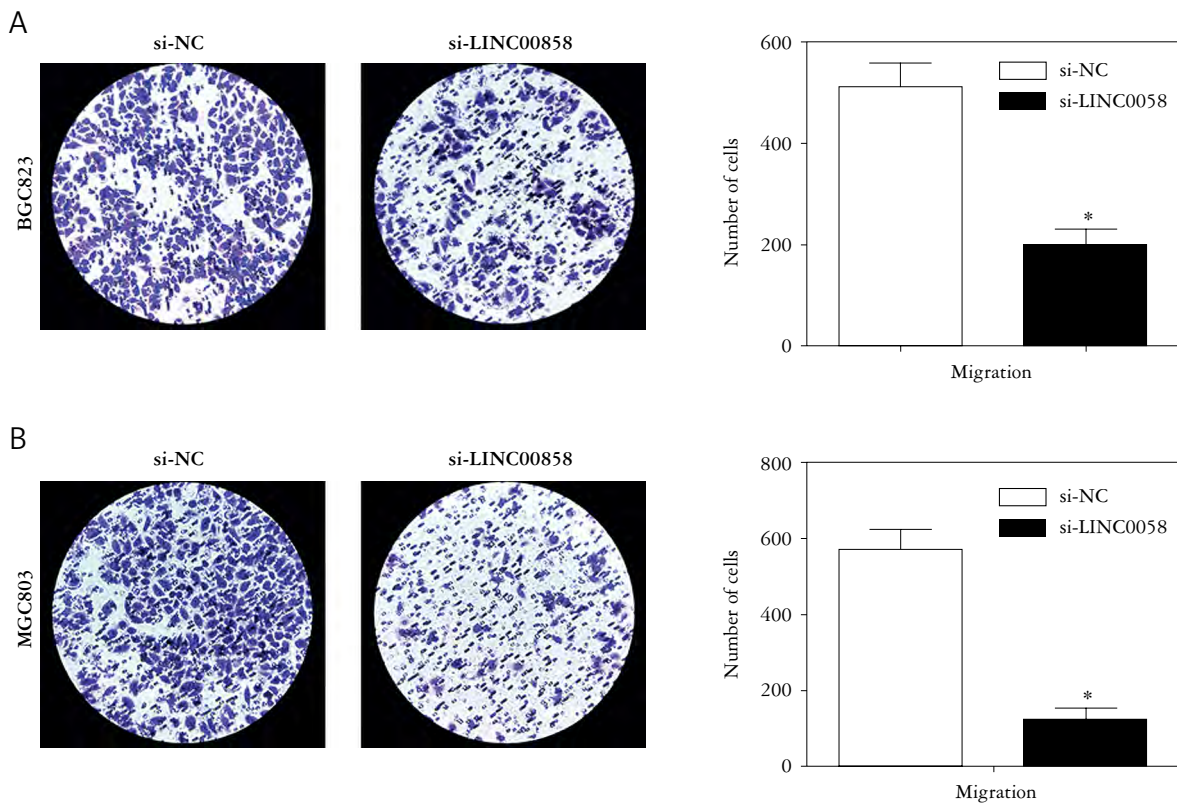 A
si-NC
si-LINC00858
BGC823
600
400
200
0
Number of cells
si-NC
si-LINC0058
*
Migration
B
si-NC
si-LINC00858
MGC803
800
600
400
200
0
Number of cells
si-NC
si-LINC0058
*
Migration